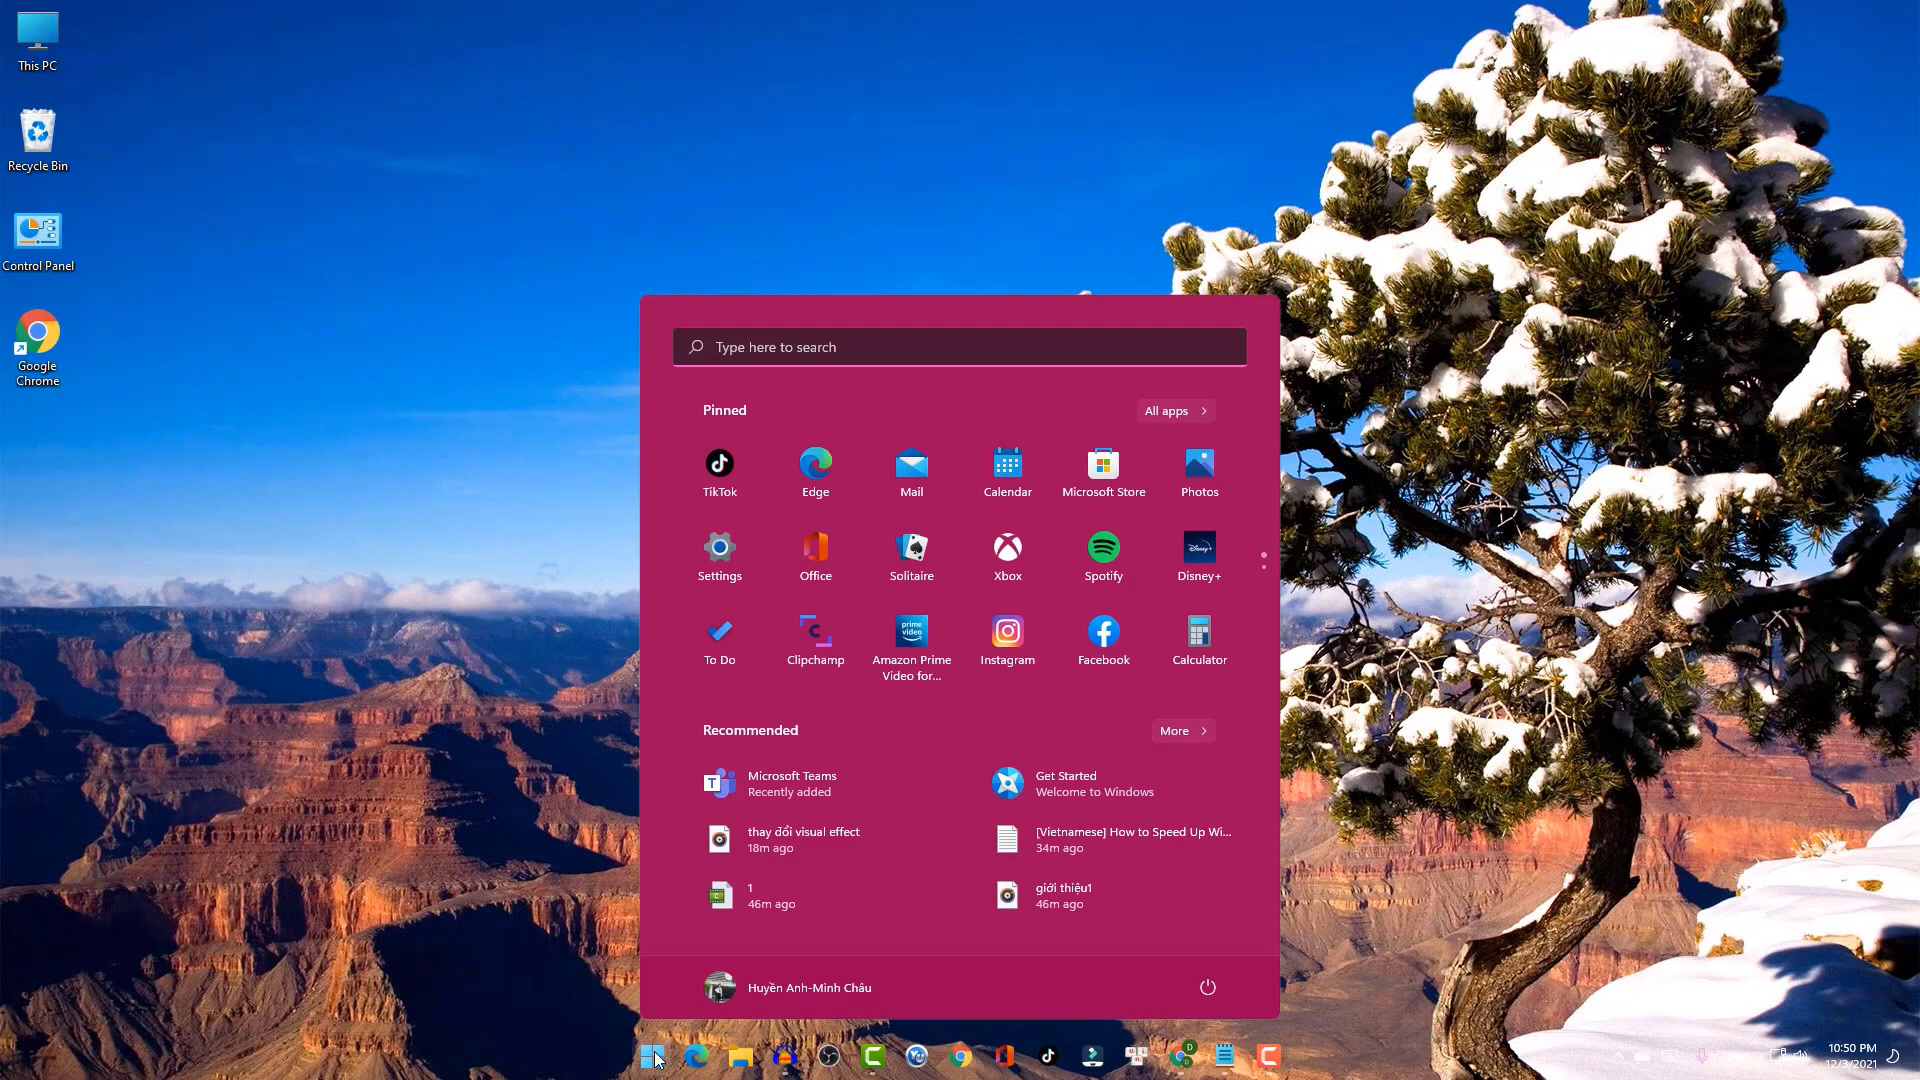 This PC
Recycle Bin
Control Panel
Google
Chrome
Type here to search
Pinned
All apps
TikTok
Edge
Mail
Calendar
Microsoft Store
Photos
Settings
Office
Solitaire
Xbox
Spotify
Disney+
To Do
Clipchamp
prime video
Amazon Prime
Video for...
Instagram
Facebook
Calculator
Recommended
More
Microsoft Teams
Recently added
Get Started
Welcome to Windows
thay đổi visual effect
18m ago
[Vietnamese] How to Speed Up Wi...
34m ago
1
46m ago
giới thiệu1
46m ago
Huyền Anh-Minh Châu
10:50 PM
12/3/2021